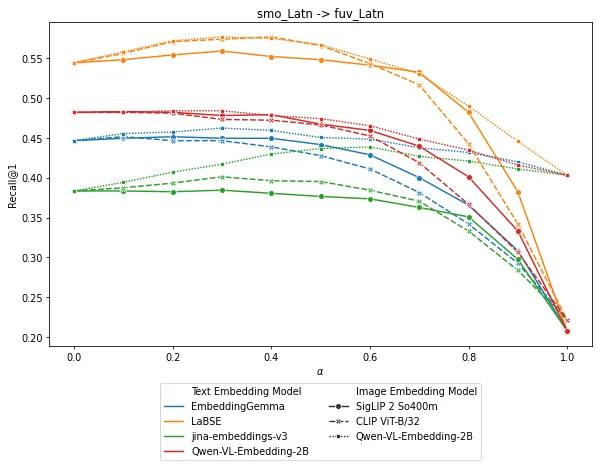 smo_Latn -> fuv_Latn
Recall@1
0.55
0.50
0.45
0.40
0.35
0.30
0.25
0.20
0.0 0.2 0.4 0.6 0.8 1.0
α
Text Embedding Model
EmbeddingGemma
LaBSE
jina-embeddings-v3
Qwen-VL-Embedding-2B
Image Embedding Model
SigLIP 2 So400m
CLIP ViT-B/32
Qwen-VL-Embedding-2B